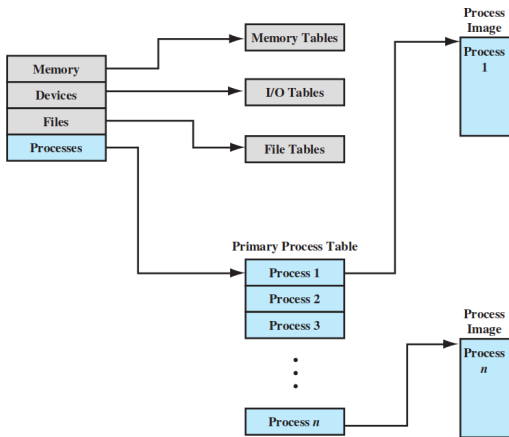 Process
Image
Memory Tables
Process
1
Memory
Devices
I/O Tables
Files
Processes
File Tables
Primary Process Table
Process 1
Process 2
Process 3
Process
Image
Process
n
Process n